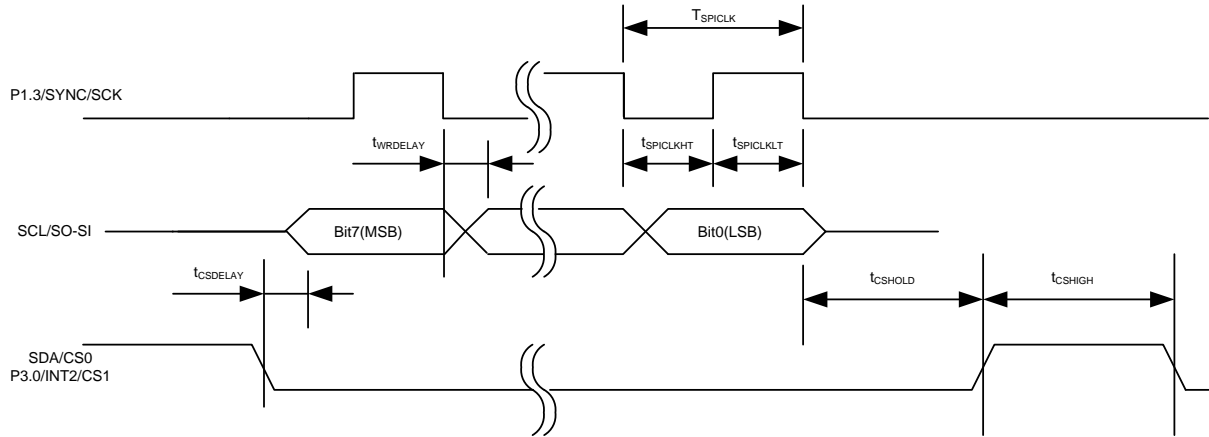 TSPICLK
P1.3/SYNC/SCK
tWRDELAY
tSPICLKHT
tSPICLKLT
SCL/SO-SI
Bit7(MSB)
Bit0(LSB)
tCSDELAY
tCSHOLD
tCSHIGH
SDA/CS0
P3.0/INT2/CS1